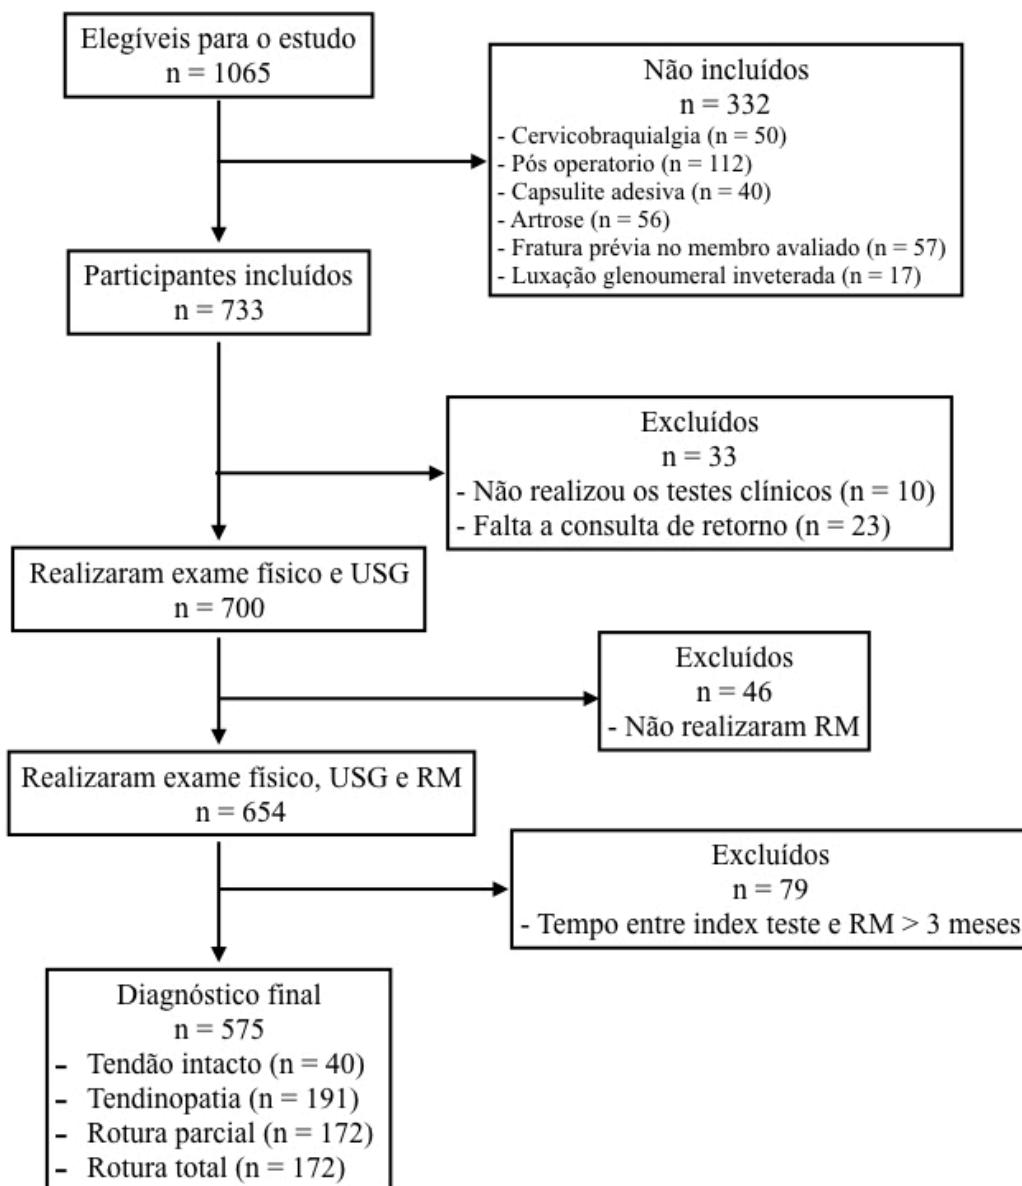 Elegíveis para o estudo
n = 1065
Não incluídos
n = 332
- Cervicobraquialgia (n = 50)
- Pós operatorio (n = 112)
- Capsulite adesiva (n = 40)
- Artrose (n = 56)
- Fratura prévia no membro avaliado (n = 57)
- Luxação glenoumeral inveterada (n = 17)
Participantes incluídos
n = 733
Excluídos
n = 33
- Não realizou os testes clínicos (n = 10)
- Falta a consulta de retorno (n = 23)
Realizaram exame físico e USG
n = 700
Excluídos
n = 46
- Não realizaram RM
Realizaram exame físico, USG e RM
n = 654
Excluídos
n = 79
- Tempo entre index teste e RM > 3 meses
Diagnóstico final
n = 575
- Tendão intacto (n = 40)
- Tendinopatia (n = 191)
- Rotura parcial (n = 172)
- Rotura total (n = 172)